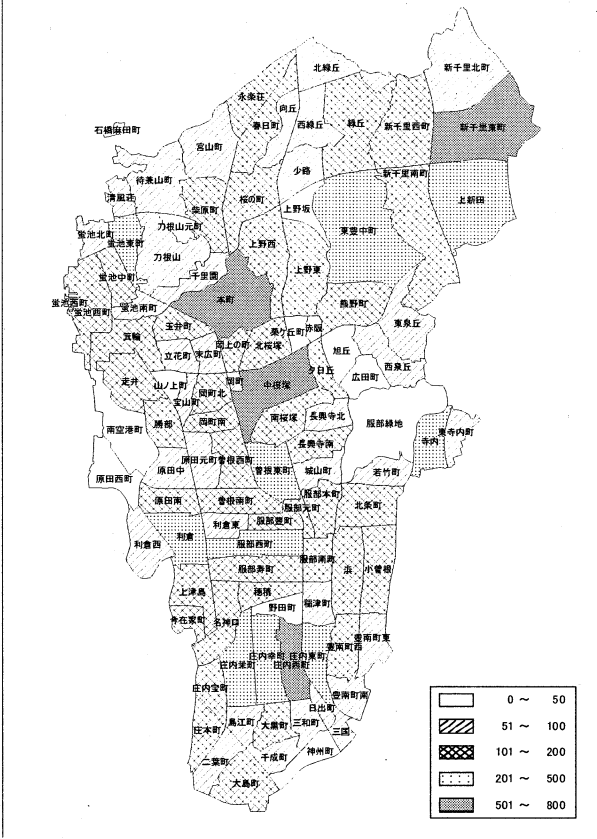 北緑丘
新千里北町
永楽荘
向丘
西緑丘
春日町
緑丘
新千里西町
新千里東町
石橋麻田町
宮山町
少路
新千里南町
待兼山町
清風荘
柴原町
桜の町
上野坂
上新田
蛍池北町
刀根山元町
東豊中町
蛍池東町
上野西
刀根山
上野東
蛍池中町
千里園
蛍池西町
蛍池西町
蛍池南町
本町
熊野町
玉井町
栗ケ丘町
赤阪
東泉丘
箕輪
立花町
末広町
岡上の町
北桜塚
旭丘
西泉丘
夕日丘
走井
山ノ上町
岡町
中桜塚
広田町
宝山町
岡町北
南空港町
勝部
岡町南
南桜塚
長興寺北
服部緑地
東寺内町
寺内
長興寺南
原田元町
曽根西町
原田中
曽根東町
城山町
若竹町
原田西町
原田南
曽根南町
服部本町
服部元町
北条町
利倉東
服部豊町
利倉
利倉西
服部西町
服部南町
服部寿町
浜
小曽根
上津島
穂積
稲津町
野田町
今在家町
名神口
豊南町東
豊南町西
庄内幸町
庄内東町
庄内栄町
庄内西町
庄内宝町
豊南町南
日出町
島江町
大黒町
三和町
庄本町
三国
神州町
千成町
二葉町
大島町
0 ～ 50
51 ～ 100
101 ～ 200
201 ～ 500
501 ～ 800